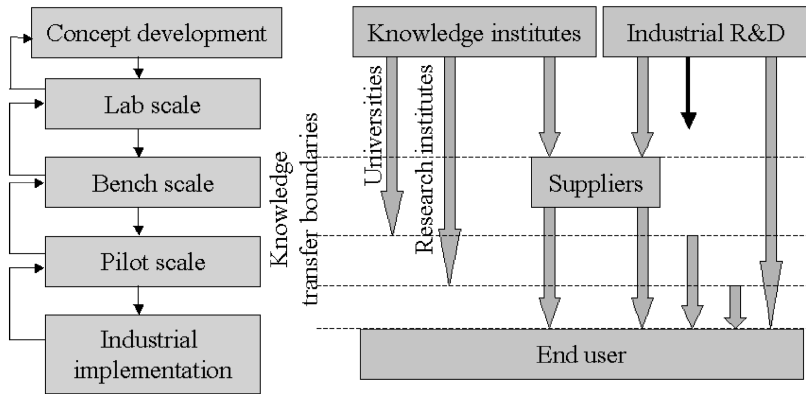 Concept development
Lab scale
Bench scale
Pilot scale
Industrial
implementation
Knowledge institutes
Industrial R&D
Universities
Research institutes
Knowledge
transfer boundaries
Suppliers
End user